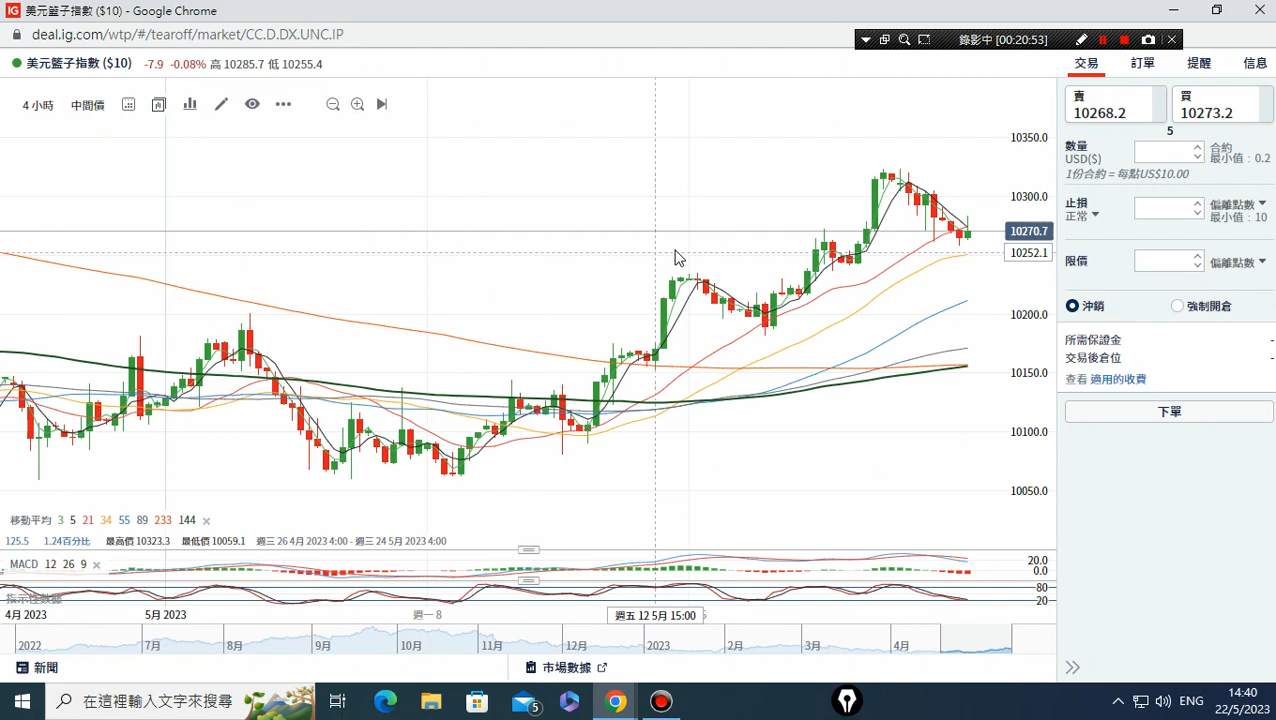 IG 美元籃子指數 ($10) - Google Chrome
deal.ig.com/wtp/#/tearoff/market/CC.D.DX.UNC.IP
錄影中 [00:20:53]
美元籃子指數 ($10) -7.9 -0.08% 高 10285.7 低 10255.4
交易 訂單 提醒 信息
4 小時 中間價
賣 10268.2
買 10273.2
5
數量 USD($)
合約
最小值 : 0.2
1份合約 = 每點US$10.00
止損
正常
偏離點數
最小值 : 10
限價
偏離點數
沖銷 強制開倉
所需保證金 -
交易後倉位 -
查看 適用的收費
下單
10350.0
10300.0
10270.7
10252.1
10200.0
10150.0
10100.0
10050.0
移動平均 3 5 21 34 55 89 233 144
125.5 1.24百分比 最高價 10323.3 最低價 10059.1 週三 26 4月 2023 4:00 - 週三 24 5月 2023 4:00
MACD 12 26 9
20.0
0.0
80
20
4月 2023 5月 2023 週一 8 週五 12 5月 15:00
2022 7月 8月 9月 10月 11月 12月 2023 2月 3月 4月
新聞
市場數據
在這裡輸入文字來搜尋
5
ENG
14:40
22/5/2023